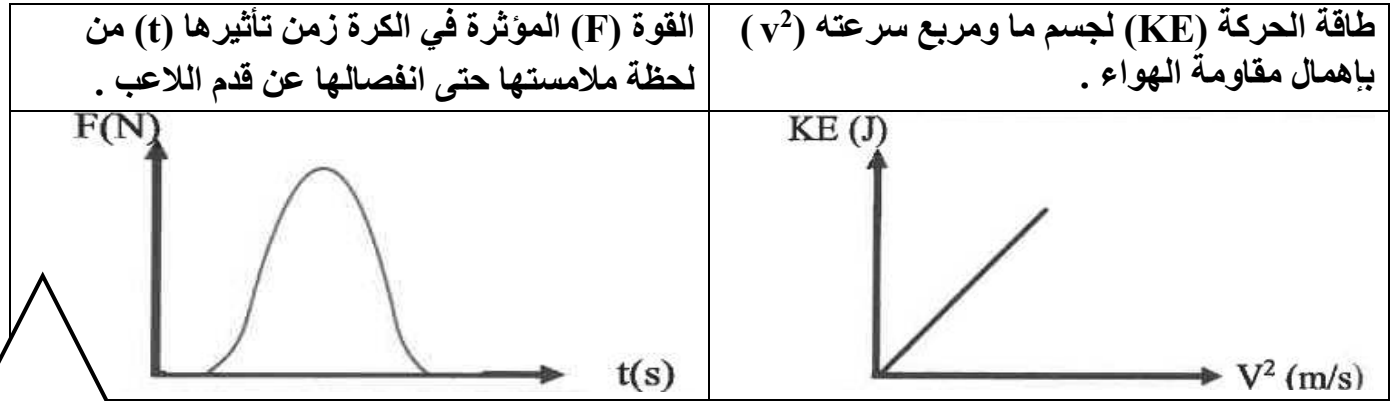 طاقة الحركة (KE) لجسم ما ومربع سرعته (v²)
بإهمال مقاومة الهواء .
القوة (F) المؤثرة في الكرة زمن تأثيرها (t) من
لحظة ملامستها حتى انفصالها عن قدم اللاعب .
KE (J)
V² (m/s)
F(N)
t(s)